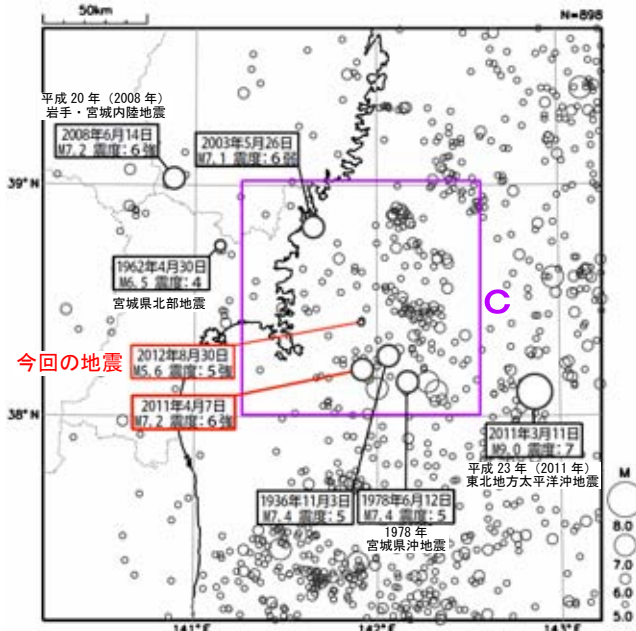 50km
N=898
平成 20 年（2008 年）
岩手・宮城内陸地震
2008年6月14日
M7.2 震度:6強
2003年5月26日
M7.1 震度:6弱
39°N
1962年4月30日
M6.5 震度:4
宮城県北部地震
C
今回の地震
2012年8月30日
M5.6 震度:5強
2011年4月7日
M7.2 震度:6強
38°N
2011年3月11日
M9.0 震度:7
平成 23 年（2011 年）
東北地方太平洋沖地震
1936年11月3日
M7.4 震度:5
1978年6月12日
M7.4 震度:5
1978 年
宮城県沖地震
M
8.0
7.0
6.0
5.0
141°E
142°E
143°E